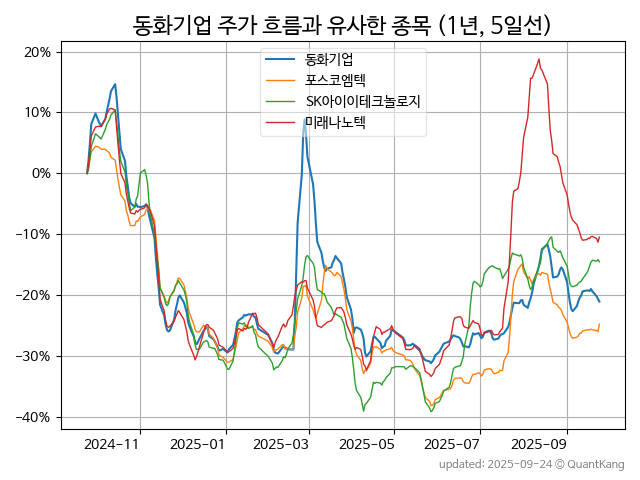 동화기업 주가 흐름과 유사한 종목 (1년, 5일선)
동화기업
포스코엠텍
SK아이이테크놀로지
미래나노텍
20%
10%
0%
−10%
−20%
−30%
−40%
2024-11
2025-01
2025-03
2025-05
2025-07
2025-09
updated: 2025-09-24 ⓒ QuantKang